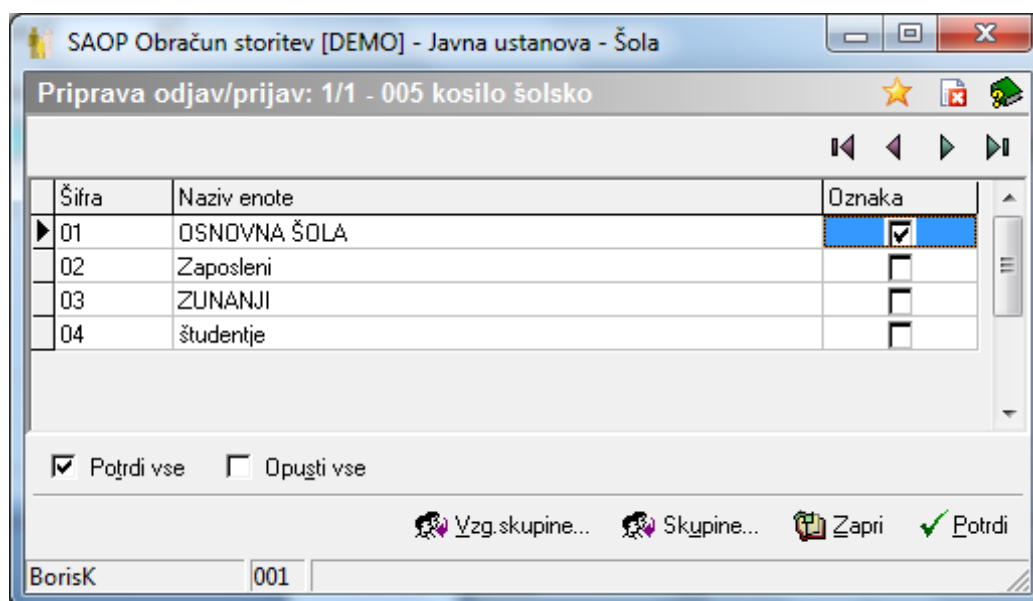 SAOP Obračun storitev [DEMO] - Javna ustanova - Šola
Priprava odjav/prijav: 1/1 - 005 kosilo šolsko
Šifra Naziv enote Oznaka
01 OSNOVNA ŠOLA
02 Zaposleni
03 ZUNANJI
04 študentje
Potrdi vse Opusti vse
Vzg.skupine... Skupine... Zapri Potrdi
BorisK 001